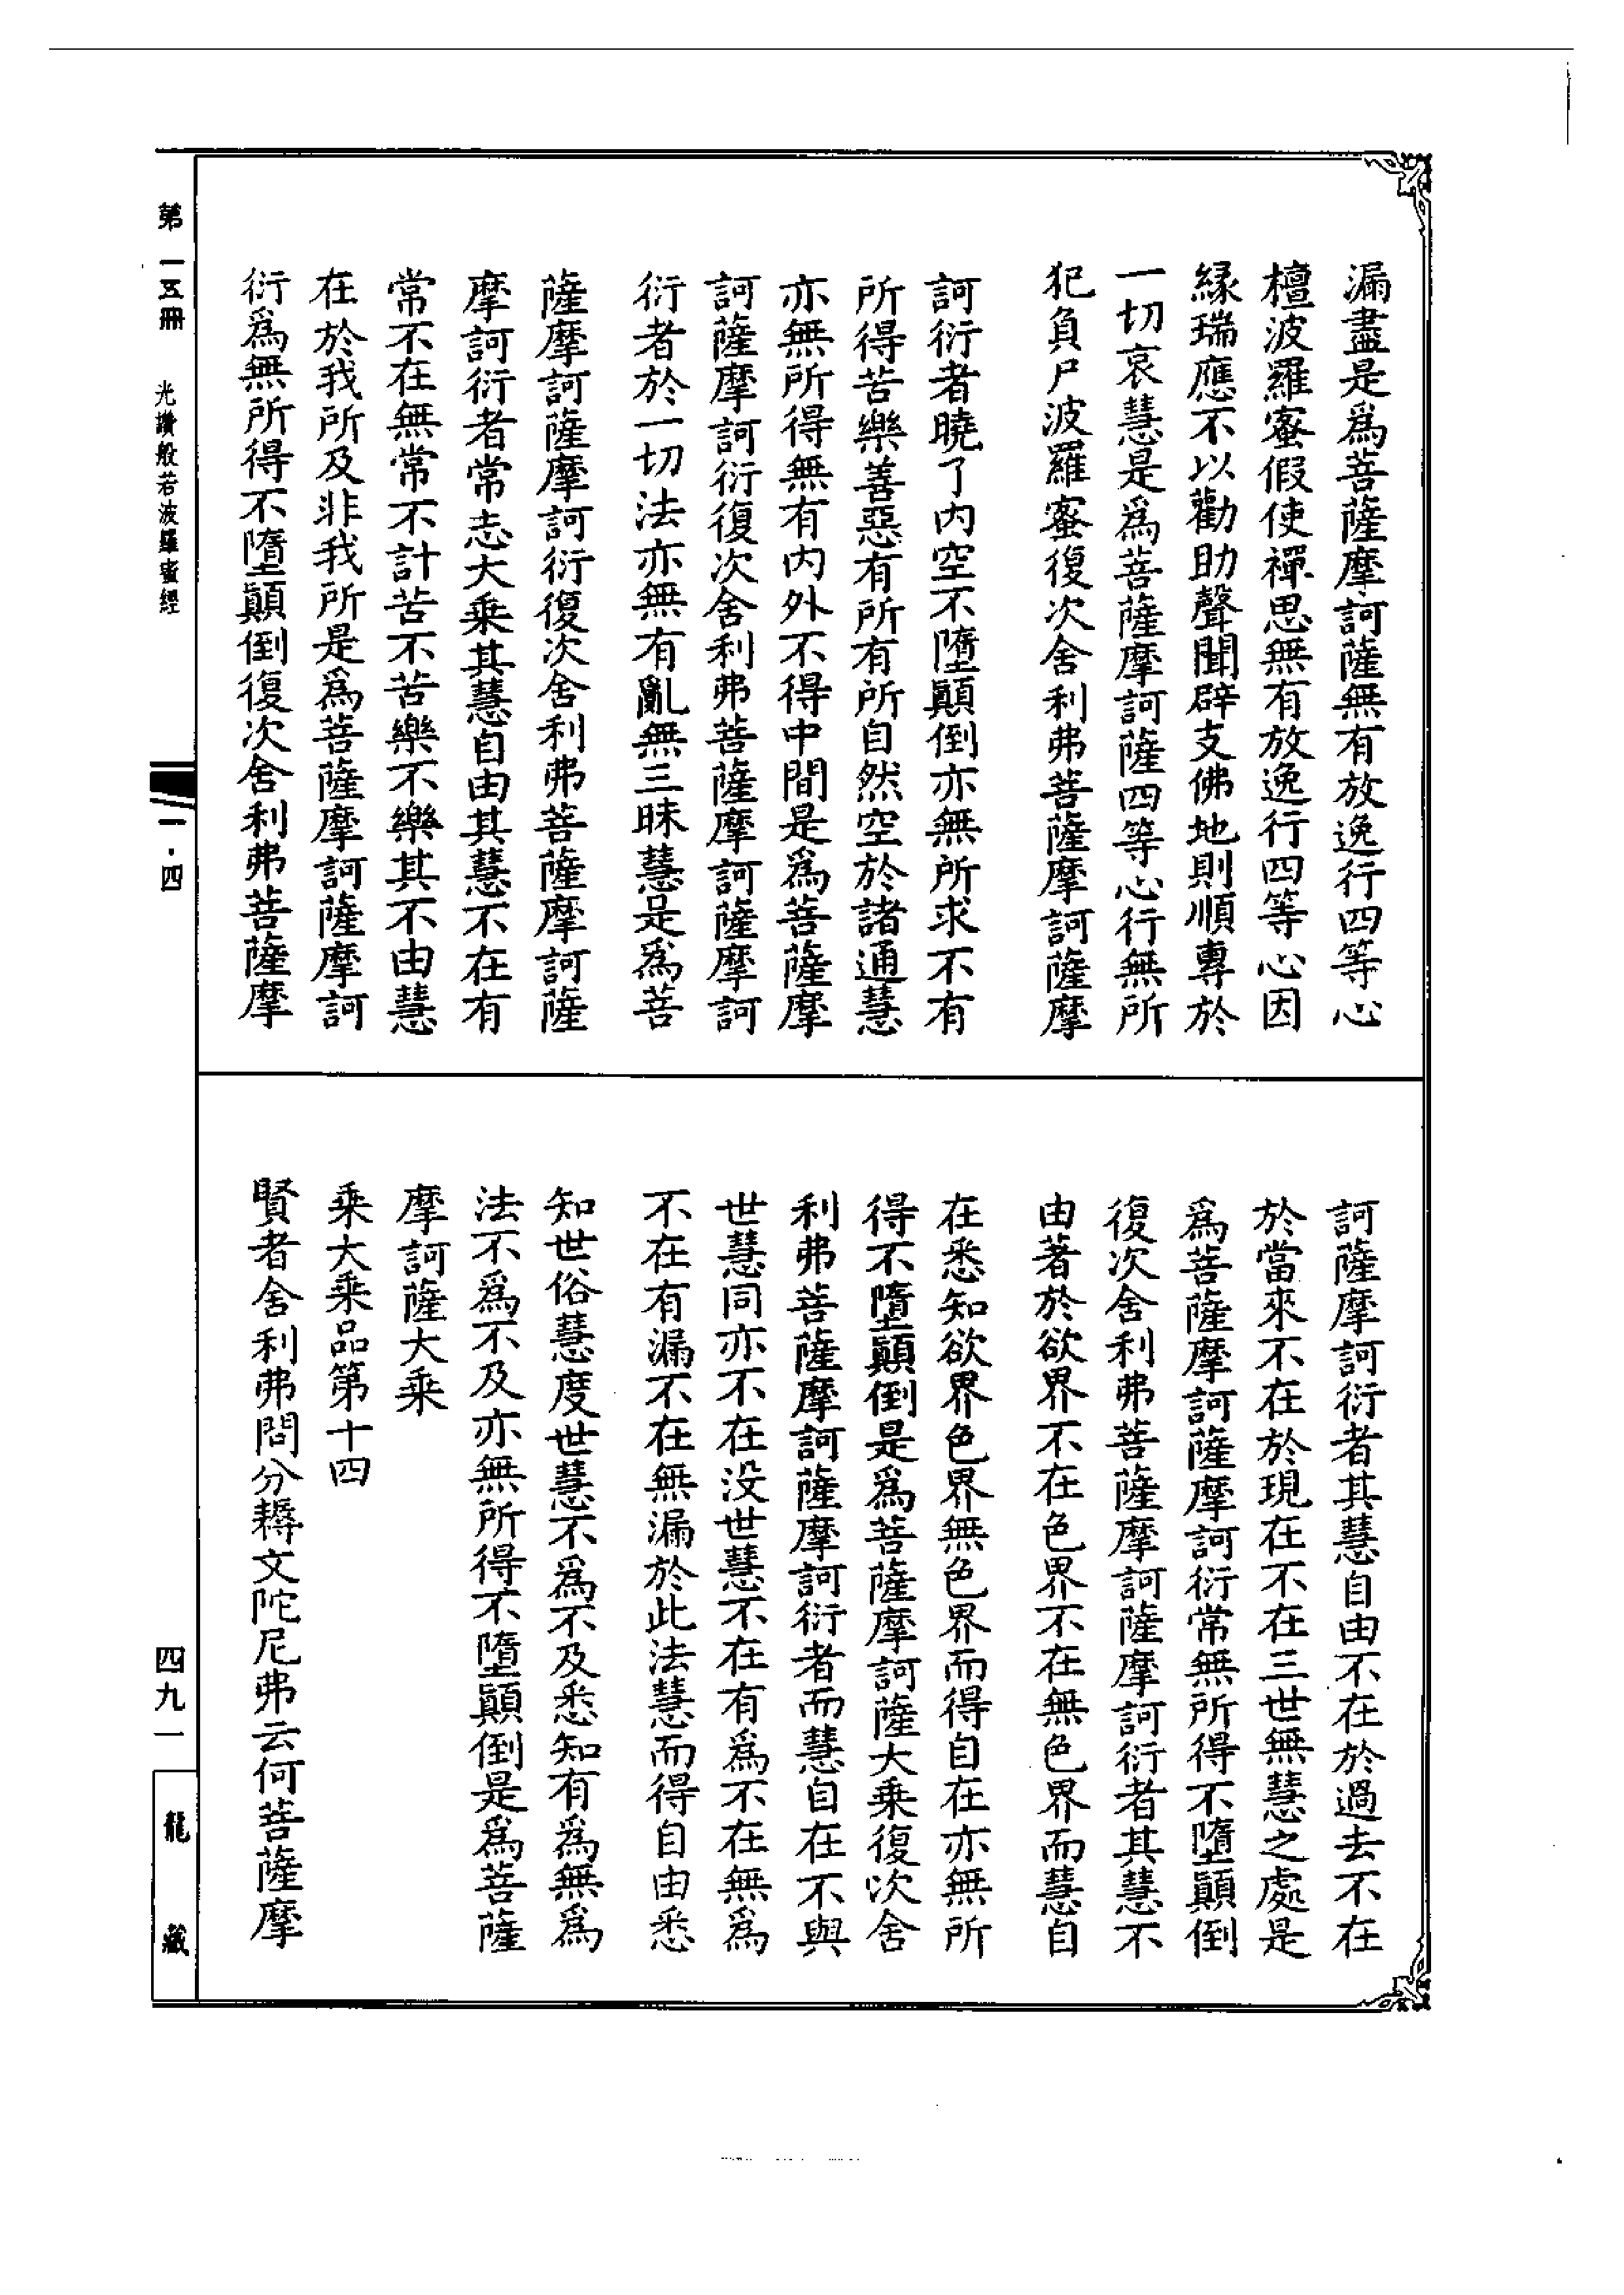 漏盡是爲菩薩摩訶薩無有放逸行四等心
檀波羅蜜假使禪思無有放逸行四等心因
緣瑞應不以勸助聲聞辟支佛地則順專於
一切哀慧是爲菩薩摩訶薩四等心行無所
犯負尸波羅蜜復次舍利弗菩薩摩訶薩摩
訶衍者曉了内空不墮顛倒亦無所求不有
所得苦樂善惡有所有所自然空於諸通慧
亦無所得無有内外不得中間是爲菩薩摩
訶薩摩訶衍復次舍利弗菩薩摩訶薩摩訶
衍者於一切法亦無有亂無三昧慧是爲菩
薩摩訶薩摩訶衍復次舍利弗菩薩摩訶薩
摩訶衍者常志大乗其慧自由其慧不在有
常不在無常不計苦不苦樂不樂其不由慧
在於我所及非我所是爲菩薩摩訶薩摩訶
衍爲無所得不墮顛倒復次舍利弗菩薩摩
訶薩摩訶衍者其慧自由不在於過去不在
於當來不在於現在不在三世無慧之處是
爲菩薩摩訶薩摩訶衍常無所得不墮顛倒
復次舍利弗菩薩摩訶薩摩訶衍者其慧不
由著於欲界不在色界不在無色界而慧自
在悉知欲界色界無色界而得自在亦無所
得不墮顛倒是爲菩薩摩訶薩大乗復次舍
利弗菩薩摩訶薩摩訶衍者而慧自在不與
世慧同亦不在没世慧不在有爲不在無爲
不在有漏不在無漏於此法慧而得自由悉
知世俗慧度世慧不爲不及悉知有爲無爲
法不爲不及亦無所得不墮顛倒是爲菩薩
摩訶薩大乗
乗大乗品第十四
賢者舍利弗問分耨文陀尼弗云何菩薩摩
第一五冊 光讚般若波羅蜜經
一·四
四九一
龍藏